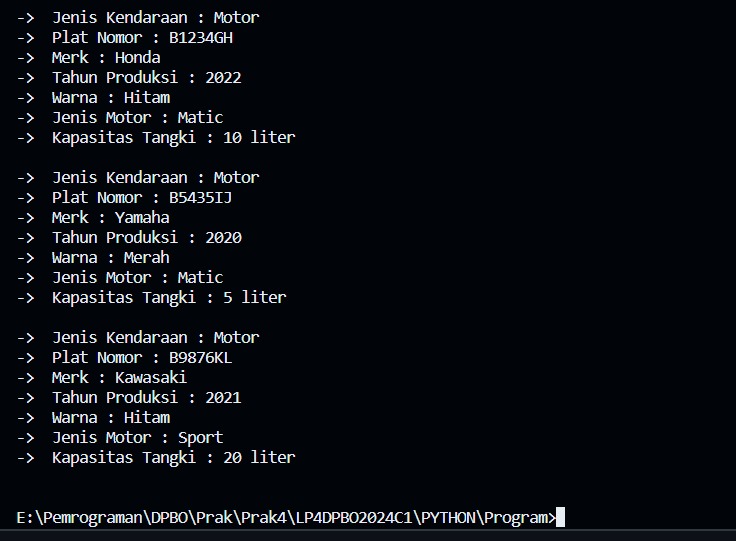 ->  Jenis Kendaraan : Motor
->  Plat Nomor : B1234GH
->  Merk : Honda
->  Tahun Produksi : 2022
->  Warna : Hitam
->  Jenis Motor : Matic
->  Kapasitas Tangki : 10 liter

->  Jenis Kendaraan : Motor
->  Plat Nomor : B5435IJ
->  Merk : Yamaha
->  Tahun Produksi : 2020
->  Warna : Merah
->  Jenis Motor : Matic
->  Kapasitas Tangki : 5 liter

->  Jenis Kendaraan : Motor
->  Plat Nomor : B9876KL
->  Merk : Kawasaki
->  Tahun Produksi : 2021
->  Warna : Hitam
->  Jenis Motor : Sport
->  Kapasitas Tangki : 20 liter

E:\Pemrograman\DPBO\Prak\Prak4\LP4DPBO2024C1\PYTHON\Program>